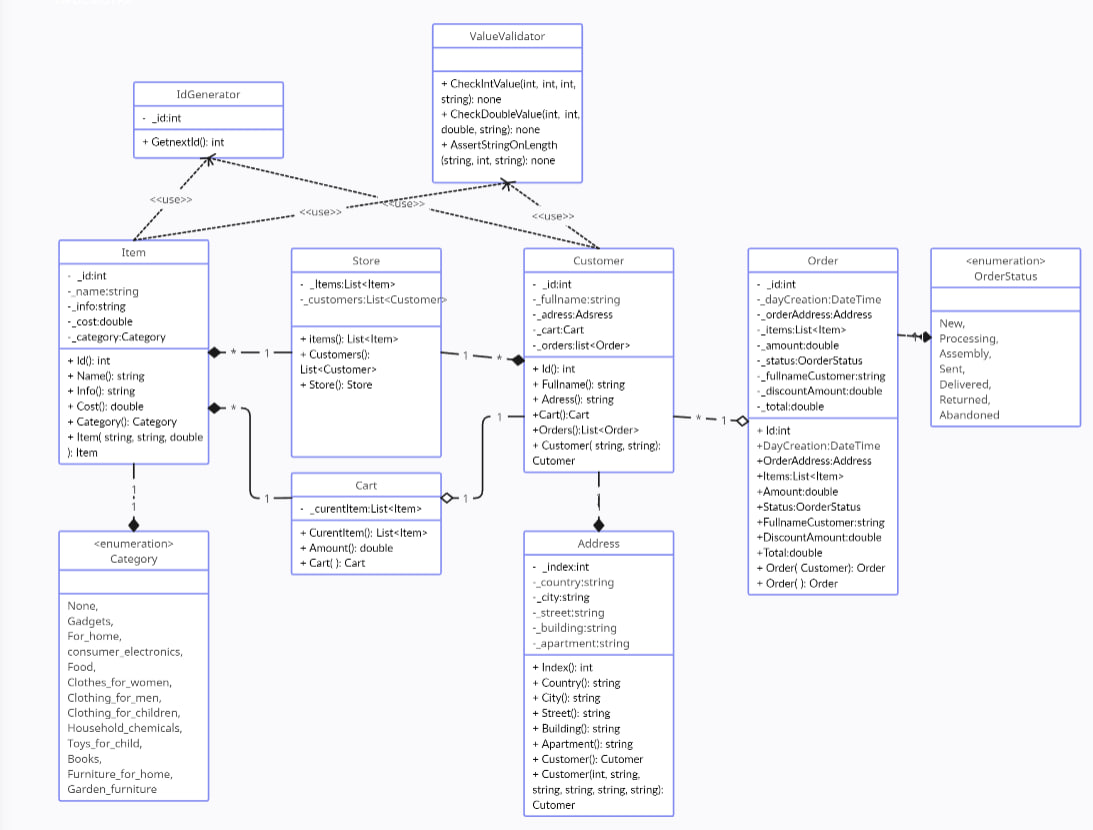 ValueValidator
+ CheckIntValue(int, int, int,
string): none
+ CheckDoubleValue(int, int,
double, string): none
+ AssertStringOnLength
(string, int, string): none
IdGenerator
- _id:int
+ GetnextId(): int
<<use>>
<<use>>
<<use>>
<<use>>
Item
- _id:int
-_name:string
-_info:string
-_cost:double
-_category:Category
+ Id(): int
+ Name(): string
+ Info(): string
+ Cost(): double
+ Category(): Category
+ Item( string, string, double
): Item
* 1
* 1
Store
- _Items:List<Item>
-_customers:List<Customer>
+ items(): List<Item>
+ Customers():
List<Customer>
+ Store(): Store
1 *
Customer
- _id:int
-_fullname:string
-_adress:Adsress
-_cart:Cart
-_orders:list<Order>
+ Id(): int
+ Fullname(): string
+ Adress(): string
+Cart():Cart
+Orders():List<Order>
+ Customer( string, string):
Cutomer
* 1
Order
- _id:int
-_dayCreation:DateTime
-_orderAddress:Address
-_items:List<Item>
-_amount:double
-_status:OorderStatus
-_fullnameCustomer:string
-_discountAmount:double
-_total:double
+ Id:int
+DayCreation:DateTime
+OrderAddress:Address
+Items:List<Item>
+Amount:double
+Status:OorderStatus
+FullnameCustomer:string
+DiscountAmount:double
+Total:double
+ Order( Customer): Order
+ Order( ): Order
<enumeration>
OrderStatus
New,
Processing,
Assembly,
Sent,
Delivered,
Returned,
Abandoned
1
1
Cart
- _curentItem:List<Item>
+ CurentItem(): List<Item>
+ Amount(): double
+ Cart( ): Cart
1 1
<enumeration>
Category
None,
Gadgets,
For_home,
consumer_electronics,
Food,
Clothes_for_women,
Clothing_for_men,
Clothing_for_children,
Household_chemicals,
Toys_for_child,
Books,
Furniture_for_home,
Garden_furniture
Address
- _index:int
-_country:string
-_city:string
-_street:string
-_building:string
-_apartment:string
+ Index(): int
+ Country(): string
+ City(): string
+ Street(): string
+ Building(): string
+ Apartment(): string
+ Customer(): Cutomer
+ Customer(int, string,
string, string, string, string):
Cutomer